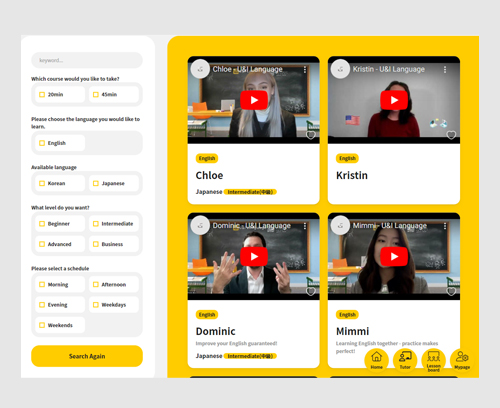 keyword...
Which course would you like to take?
20min
45min
Please choose the language you would like to
learn.
English
Available language
Korean
Japanese
What level do you want?
Beginner
Intermediate
Advanced
Business
Please select a schedule
Morning
Afternoon
Evening
Weekdays
Weekends
Search Again
Chloe - U&I Language
English
Chloe
Japanese Intermediate(中級)
Kristin - U&I Language
English
Kristin
Dominic - U&I Language
English
Dominic
Improve your English guaranteed!
Japanese Intermediate(中級)
Mimmi - U&I Language
English
Mimmi
Learning English together - practice makes
perfect!
Home
Tutor
Lesson
board
Mypage